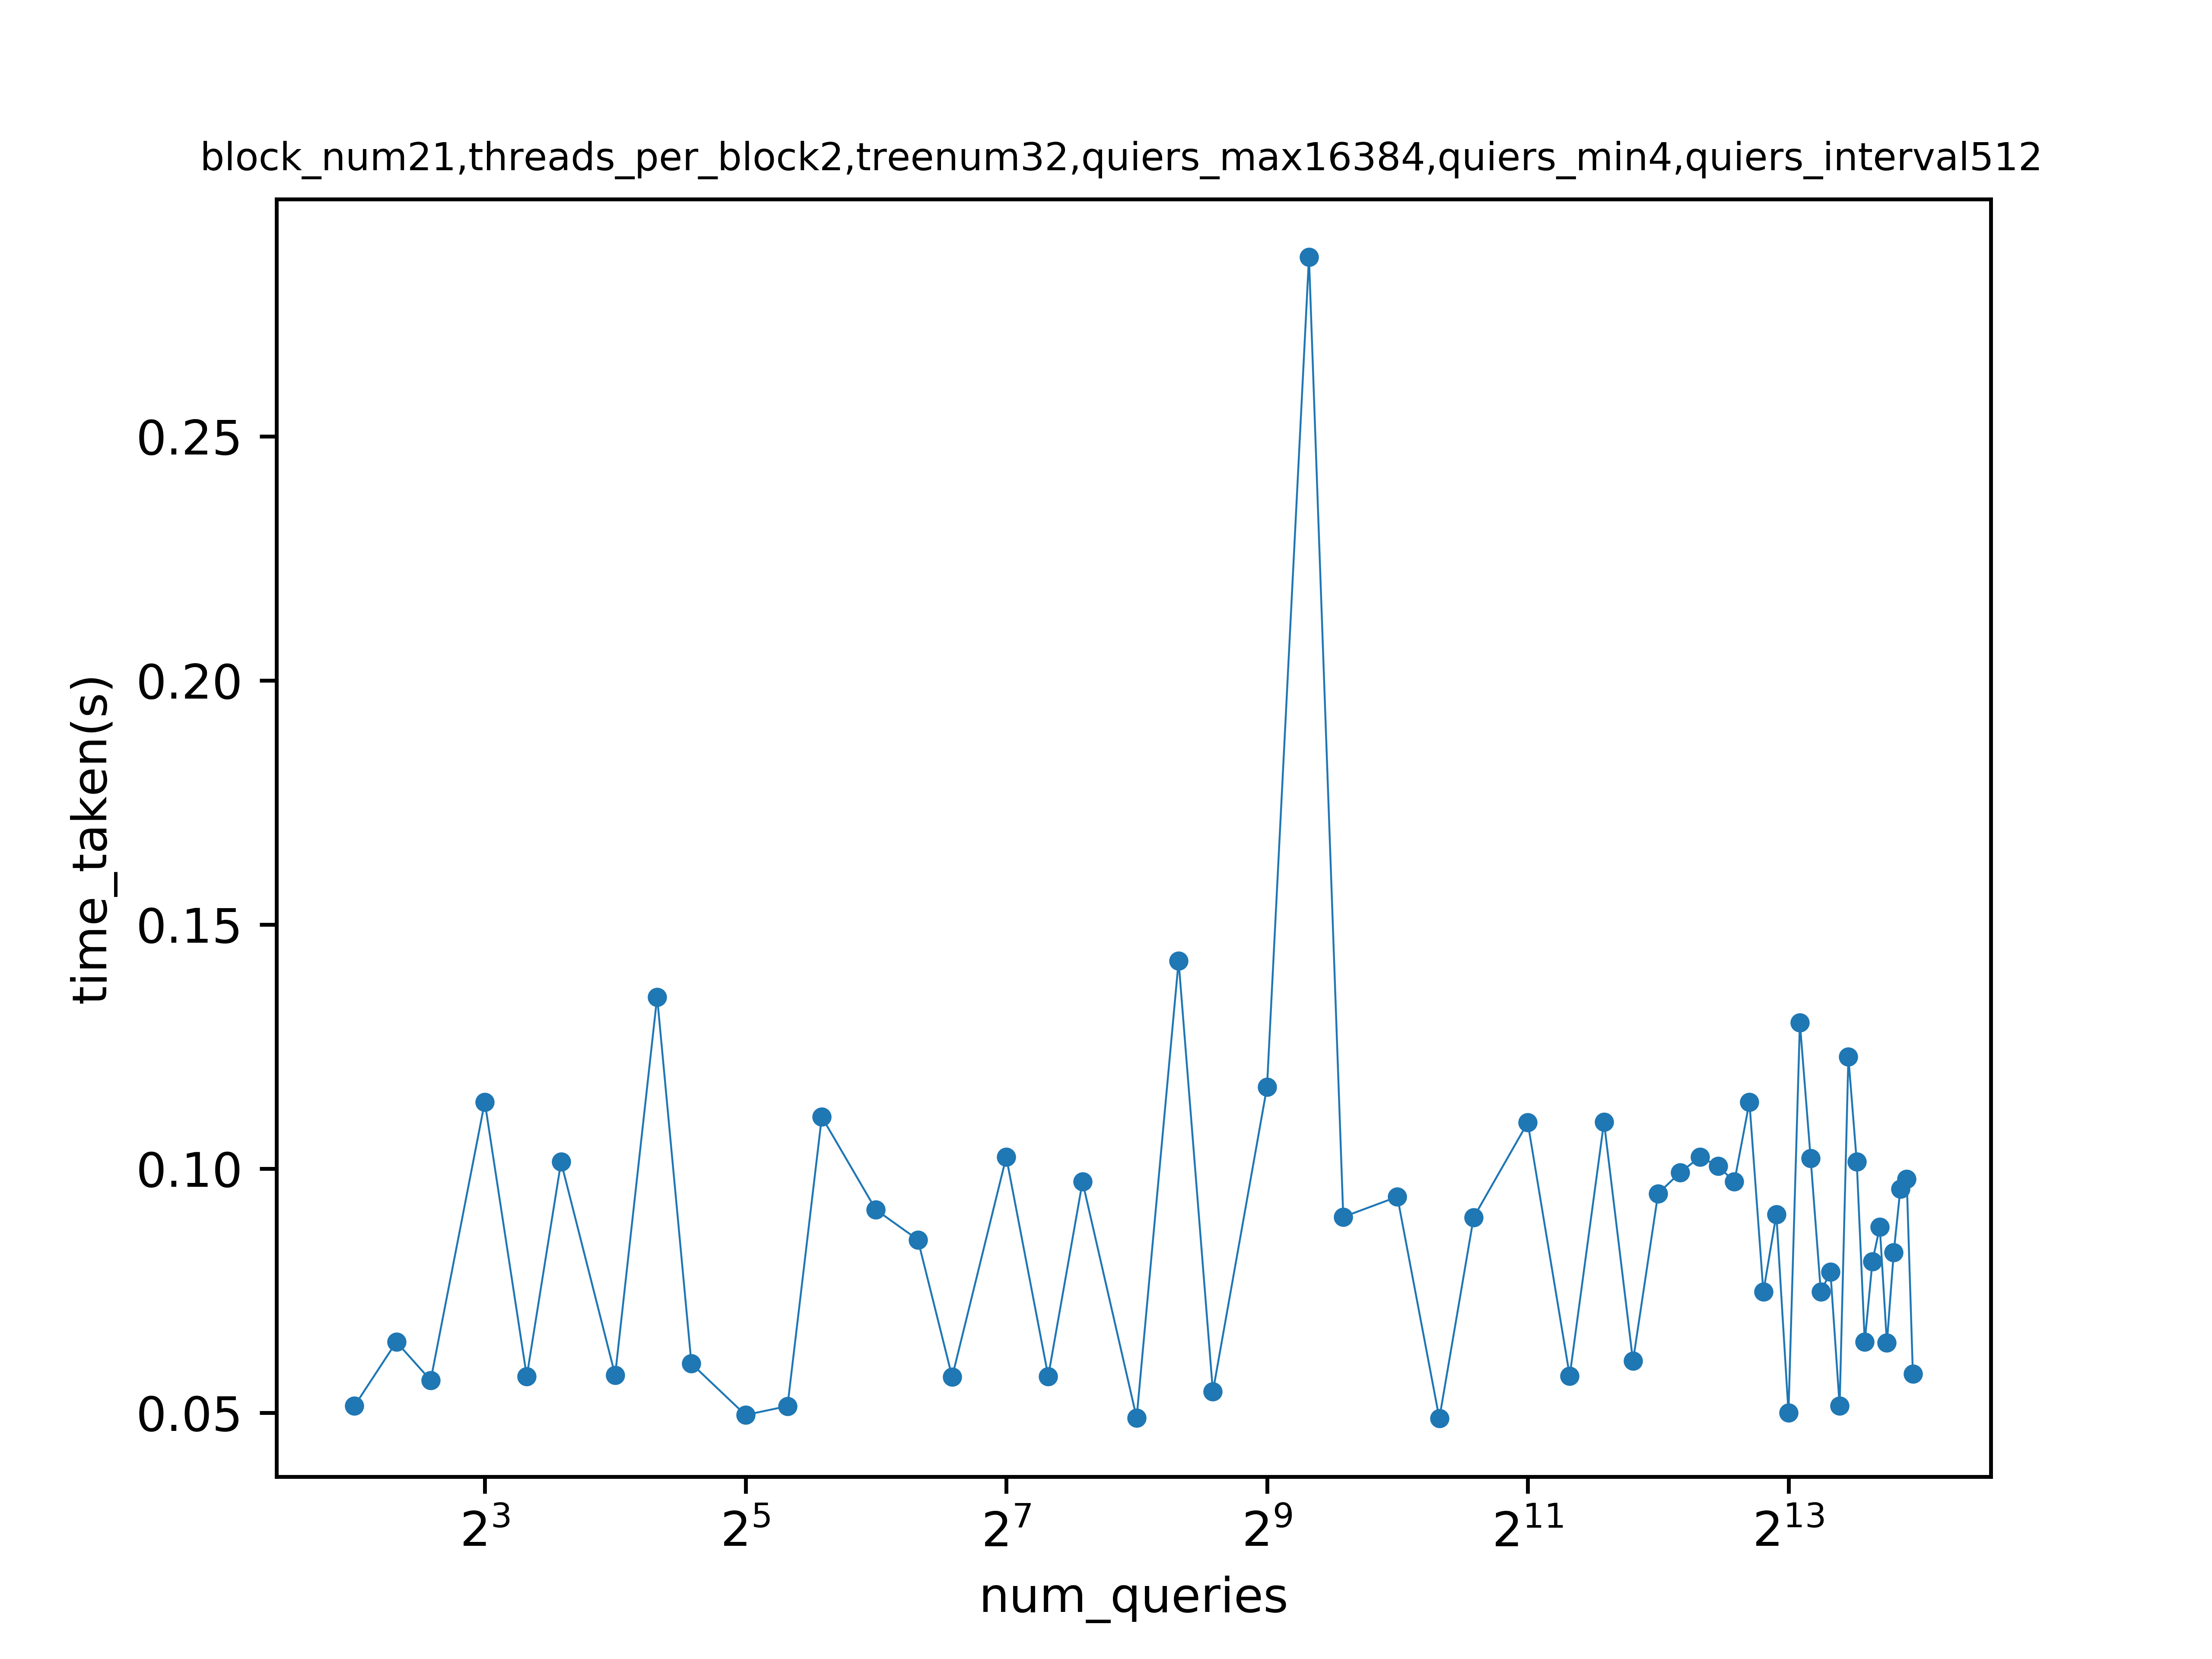 block_num21,threads_per_block2,treenum32,quiers_max16384,quiers_min4,quiers_interval512
0.25
0.20
0.15
0.10
0.05
time_taken(s)
2³ 2⁵ 2⁷ 2⁹ 2¹¹ 2¹³
num_queries